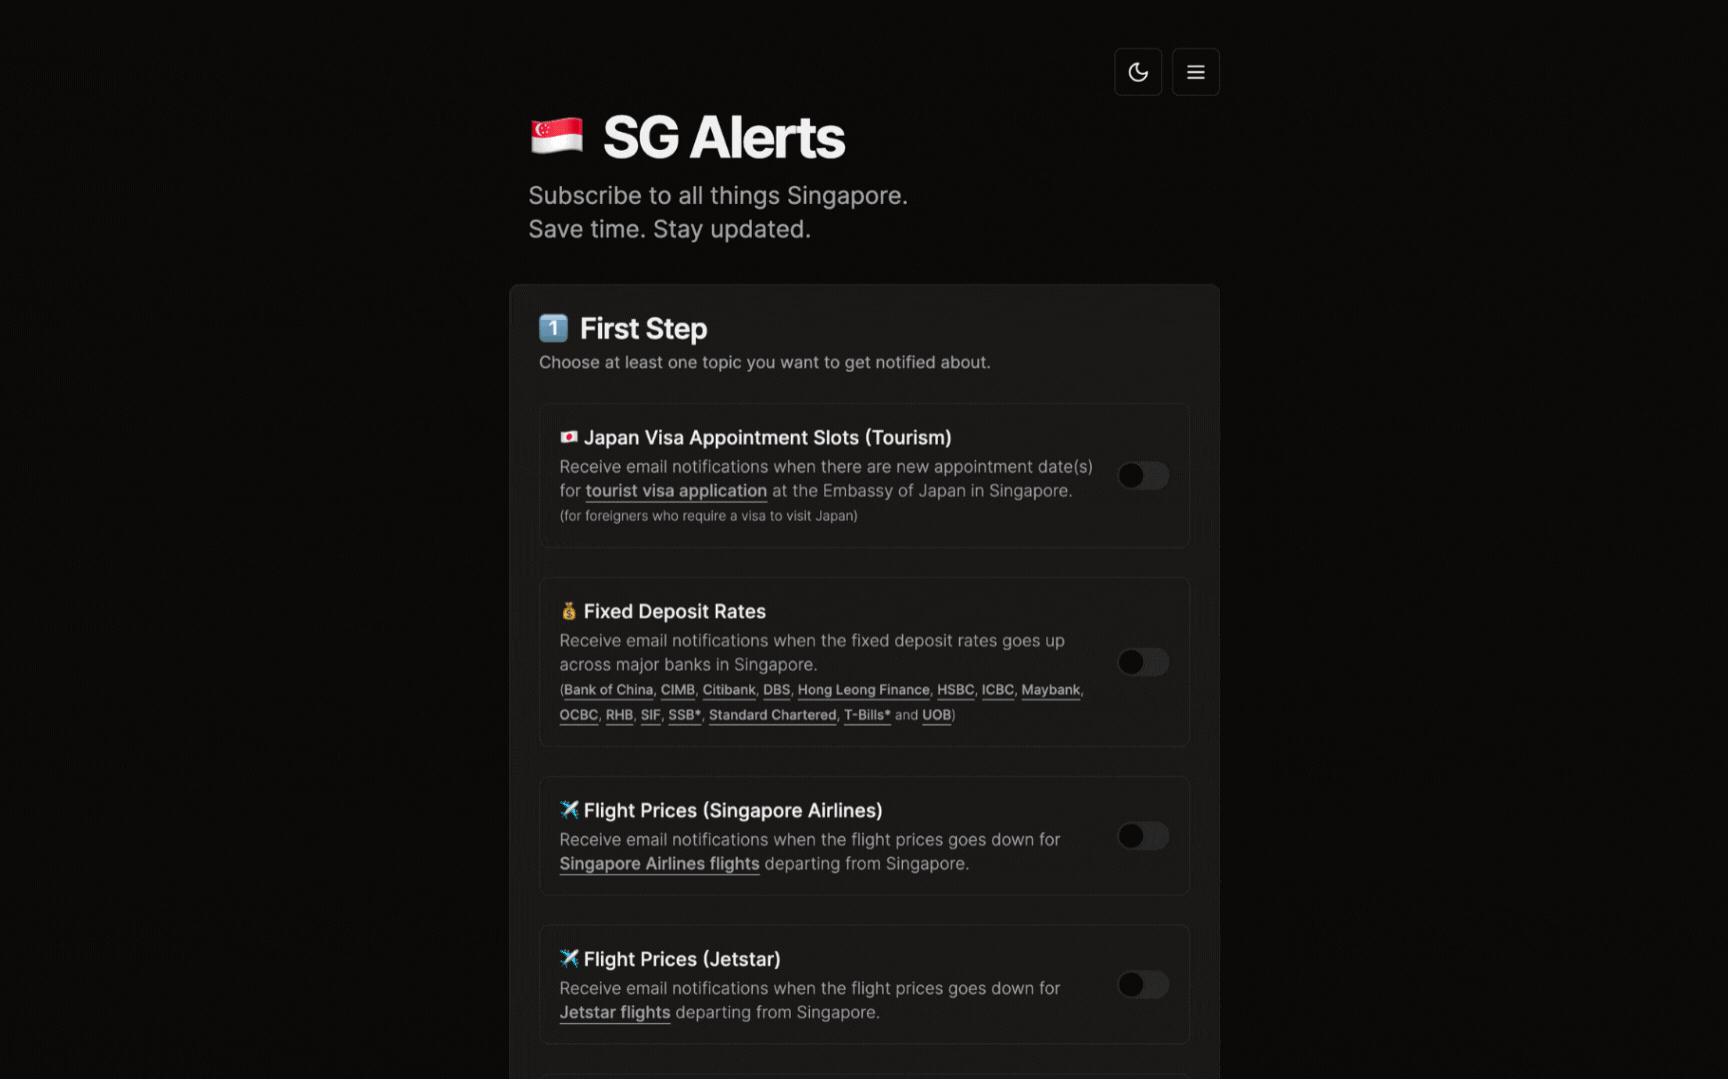 SG Alerts
Subscribe to all things Singapore.
Save time. Stay updated.
1 First Step
Choose at least one topic you want to get notified about.
Japan Visa Appointment Slots (Tourism)
Receive email notifications when there are new appointment date(s)
for tourist visa application at the Embassy of Japan in Singapore.
(for foreigners who require a visa to visit Japan)
Fixed Deposit Rates
Receive email notifications when the fixed deposit rates goes up
across major banks in Singapore.
(Bank of China, CIMB, Citibank, DBS, Hong Leong Finance, HSBC, ICBC, Maybank,
OCBC, RHB, SIF, SSB*, Standard Chartered, T-Bills* and UOB)
Flight Prices (Singapore Airlines)
Receive email notifications when the flight prices goes down for
Singapore Airlines flights departing from Singapore.
Flight Prices (Jetstar)
Receive email notifications when the flight prices goes down for
Jetstar flights departing from Singapore.